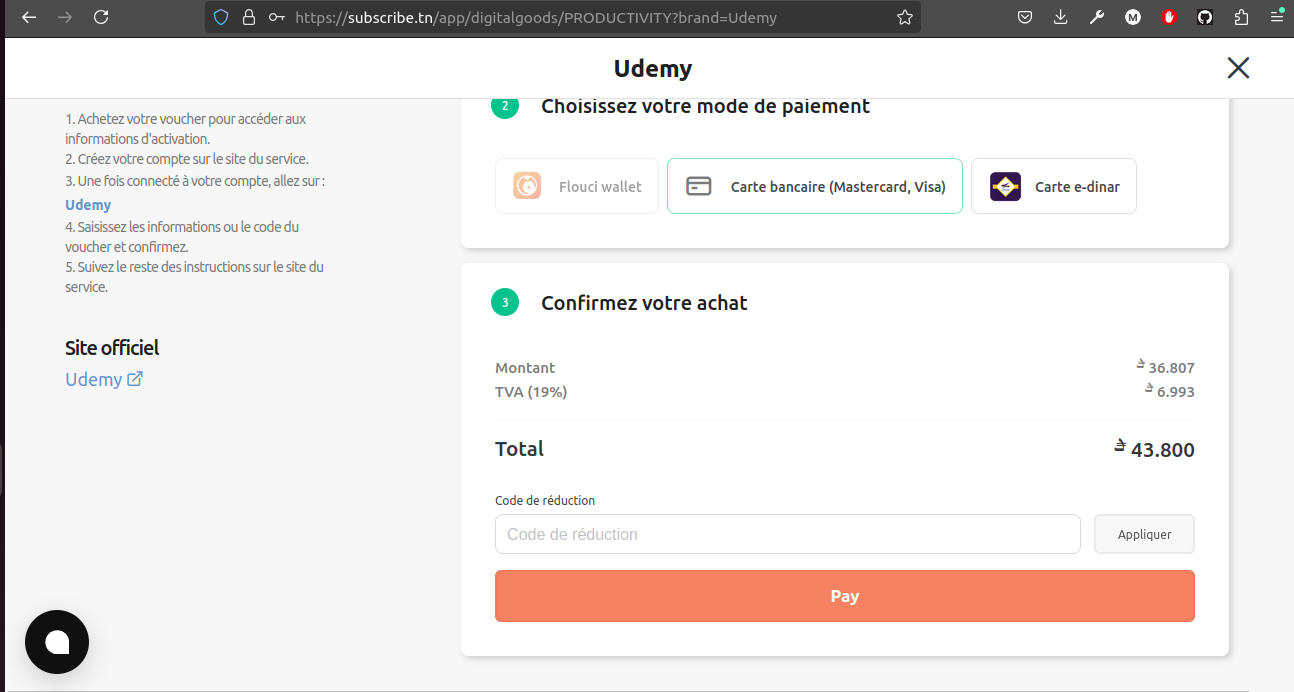 https://subscribe.tn/app/digitalgoods/PRODUCTIVITY?brand=Udemy
M
Udemy
1. Achetez votre voucher pour accéder aux
informations d'activation.
2. Créez votre compte sur le site du service.
3. Une fois connecté à votre compte, allez sur :
Udemy
4. Saisissez les informations ou le code du
voucher et confirmez.
5. Suivez le reste des instructions sur le site du
service.
Site officiel
Udemy
2 Choisissez votre mode de paiement
Flouci wallet
Carte bancaire (Mastercard, Visa)
Carte e-dinar
3 Confirmez votre achat
Montant 36.807
TVA (19%) 6.993
Total 43.800
Code de réduction
Code de réduction Appliquer
Pay